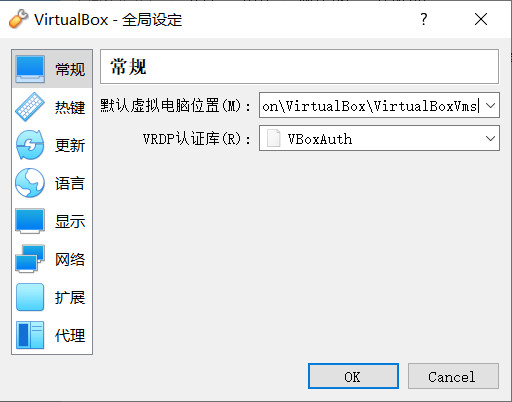 VirtualBox - 全局设定
常规
热键
更新
语言
显示
网络
扩展
代理
常规
默认虚拟电脑位置(M): on\VirtualBox\VirtualBoxVms
VRDP认证库(R): VBoxAuth
OK
Cancel